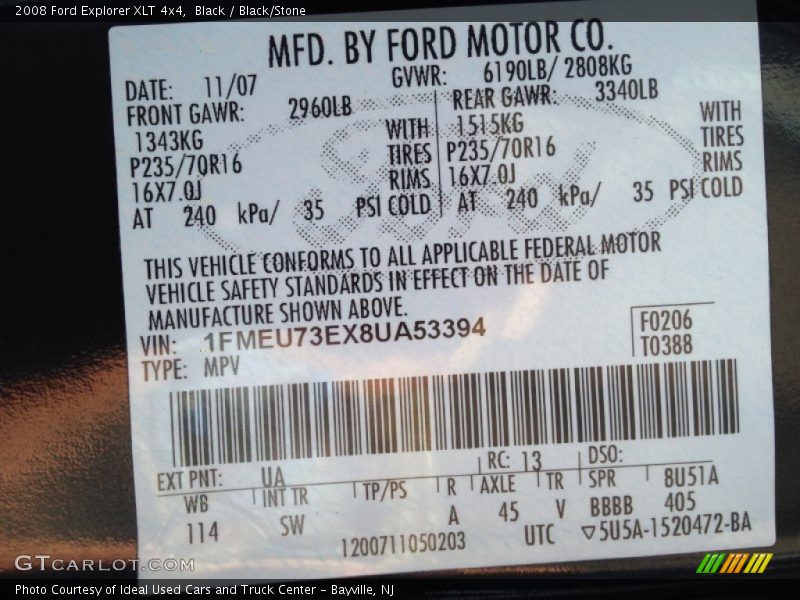 2008 Ford Explorer XLT 4x4,  Black / Black/Stone
MFD. BY FORD MOTOR CO.
DATE: 11/07 GVWR: 6190LB/ 2808KG
FRONT GAWR: 2960LB REAR GAWR: 3340LB
1343KG WITH 1515KG WITH
P235/70R16 TIRES P235/70R16 TIRES
16X7.0J RIMS 16X7.0J RIMS
AT 240 kPa/ 35 PSI COLD AT 240 kPa/ 35 PSI COLD
THIS VEHICLE CONFORMS TO ALL APPLICABLE FEDERAL MOTOR
VEHICLE SAFETY STANDARDS IN EFFECT ON THE DATE OF
MANUFACTURE SHOWN ABOVE.
VIN: 1FMEU73EX8UA53394 F0206
TYPE: MPV T0388
EXT PNT: UA RC: 13 DSO:
WB INT TR TP/PS R AXLE TR SPR 8U51A
114 SW A 45 V BBBB 405
1200711050203 UTC ▽5U5A-1520472-BA
GTCARLOT.COM
Photo Courtesy of Ideal Used Cars and Truck Center – Bayville, NJ